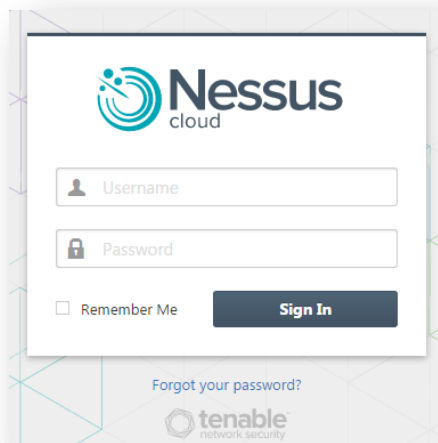 Nessus
cloud
Username
Password
Remember Me
Sign In
Forgot your password?
tenable
network security